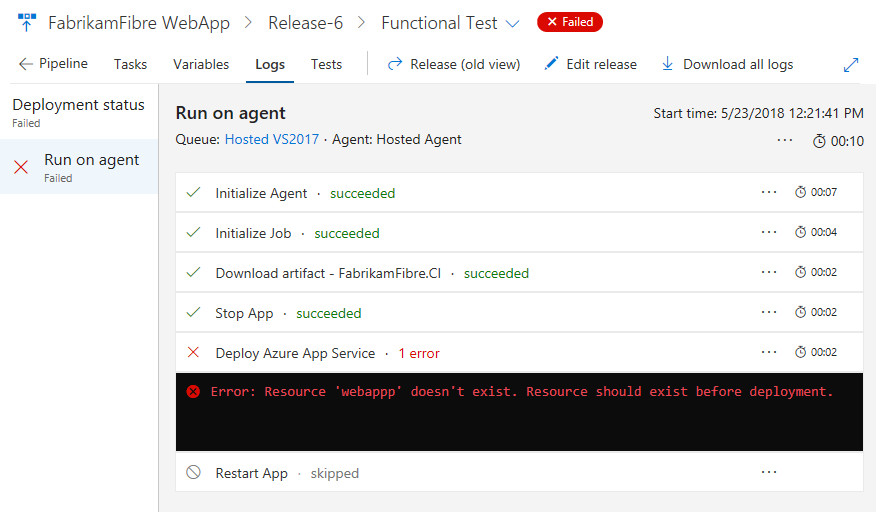 FabrikamFibre WebApp > Release-6 > Functional Test Failed
Pipeline Tasks Variables Logs Tests Release (old view) Edit release Download all logs
Deployment status
Failed
Run on agent
Failed
Run on agent Start time: 5/23/2018 12:21:41 PM
Queue: Hosted VS2017 · Agent: Hosted Agent ··· 00:10
Initialize Agent · succeeded ··· 00:07
Initialize Job · succeeded ··· 00:04
Download artifact - FabrikamFibre.CI · succeeded ··· 00:02
Stop App · succeeded ··· 00:02
Deploy Azure App Service · 1 error ··· 00:02
Error: Resource 'webappp' doesn't exist. Resource should exist before deployment.
Restart App · skipped ···